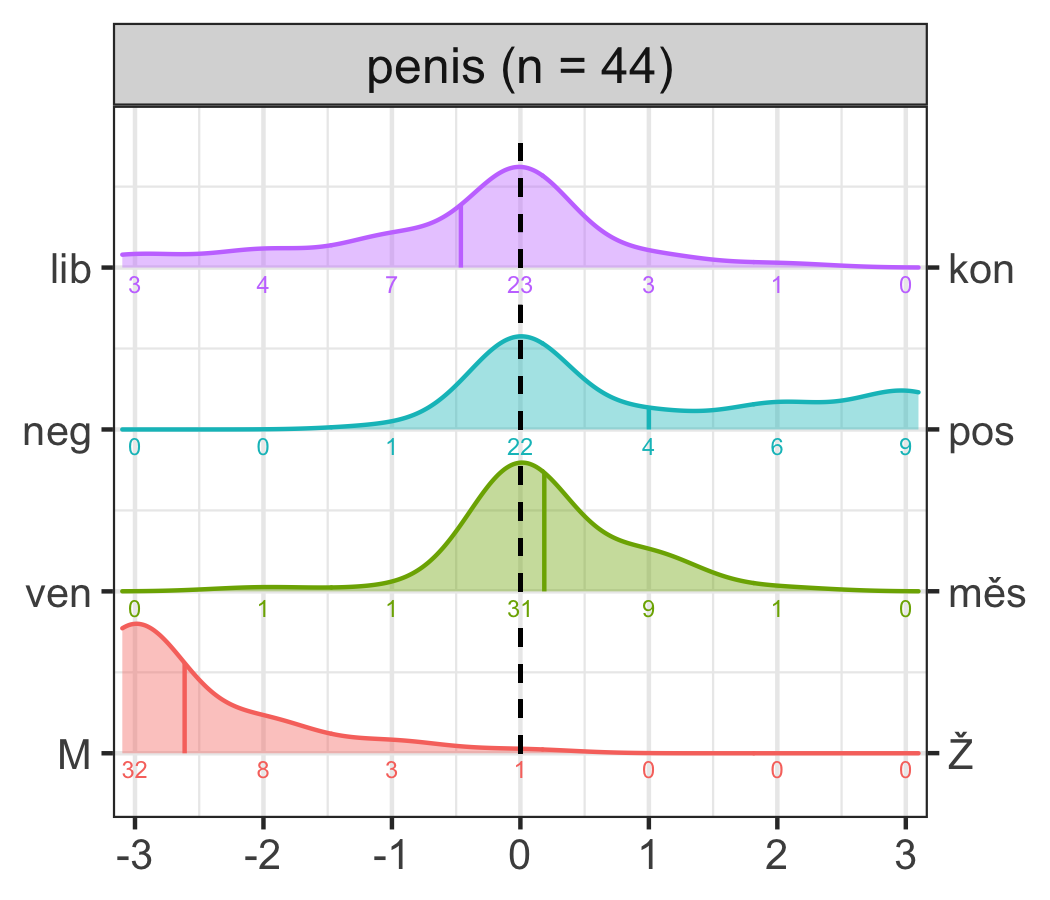 penis (n = 44)
lib kon
3 4 7 23 3 1 0
neg pos
0 0 1 22 4 6 9
ven měs
0 1 1 31 9 1 0
M Ž
32 8 3 1 0 0 0
-3 -2 -1 0 1 2 3